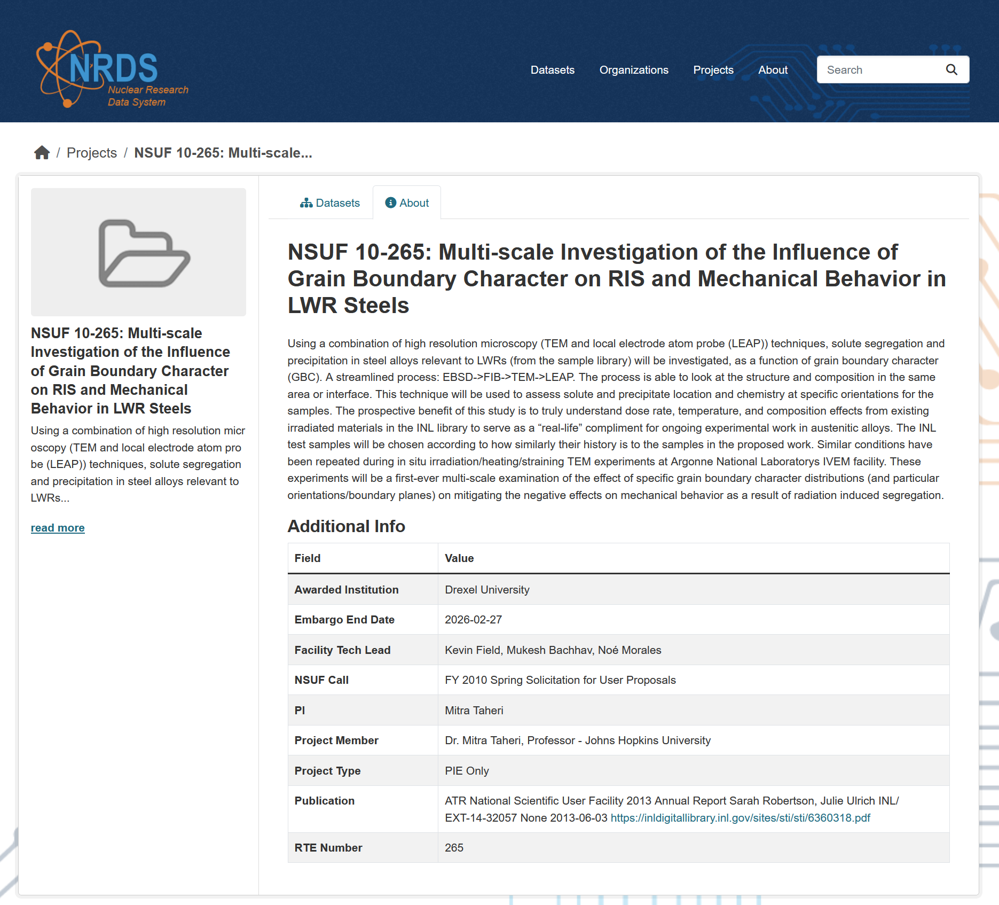 NRDS
Nuclear Research
Data System
Datasets Organizations Projects About Search
/ Projects / NSUF 10-265: Multi-scale...
NSUF 10-265: Multi-scale
Investigation of the Influence
of Grain Boundary Character
on RIS and Mechanical
Behavior in LWR Steels
Using a combination of high resolution micr
oscopy (TEM and local electrode atom pro
be (LEAP)) techniques, solute segregation
and precipitation in steel alloys relevant to
LWRs...
read more
Datasets About
NSUF 10-265: Multi-scale Investigation of the Influence of
Grain Boundary Character on RIS and Mechanical Behavior in
LWR Steels
Using a combination of high resolution microscopy (TEM and local electrode atom probe (LEAP)) techniques, solute segregation and
precipitation in steel alloys relevant to LWRs (from the sample library) will be investigated, as a function of grain boundary character
(GBC). A streamlined process: EBSD->FIB->TEM->LEAP. The process is able to look at the structure and composition in the same
area or interface. This technique will be used to assess solute and precipitate location and chemistry at specific orientations for the
samples. The prospective benefit of this study is to truly understand dose rate, temperature, and composition effects from existing
irradiated materials in the INL library to serve as a “real-life” compliment for ongoing experimental work in austenitic alloys. The INL
test samples will be chosen according to how similarly their history is to the samples in the proposed work. Similar conditions have
been repeated during in situ irradiation/heating/straining TEM experiments at Argonne National Laboratorys IVEM facility. These
experiments will be a first-ever multi-scale examination of the effect of specific grain boundary character distributions (and particular
orientations/boundary planes) on mitigating the negative effects on mechanical behavior as a result of radiation induced segregation.
Additional Info
Field Value
Awarded Institution Drexel University
Embargo End Date 2026-02-27
Facility Tech Lead Kevin Field, Mukesh Bachhav, Noé Morales
NSUF Call FY 2010 Spring Solicitation for User Proposals
PI Mitra Taheri
Project Member Dr. Mitra Taheri, Professor - Johns Hopkins University
Project Type PIE Only
Publication ATR National Scientific User Facility 2013 Annual Report Sarah Robertson, Julie Ulrich INL/
EXT-14-32057 None 2013-06-03 https://inldigitallibrary.inl.gov/sites/sti/sti/6360318.pdf
RTE Number 265